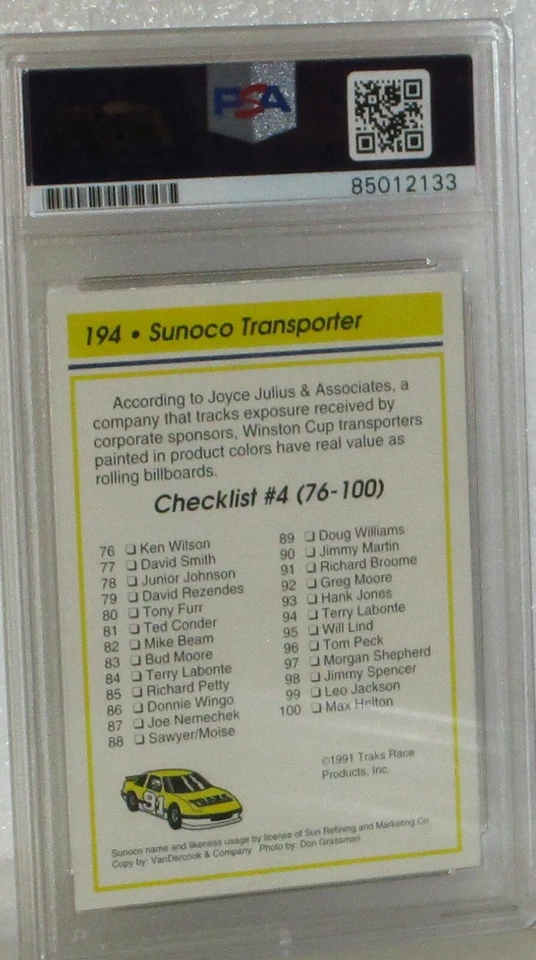 PSA
85012133
194 • Sunoco Transporter
According to Joyce Julius & Associates, a
company that tracks exposure received by
corporate sponsors, Winston Cup transporters
painted in product colors have real value as
rolling billboards.
Checklist #4 (76-100)
76 ❏ Ken Wilson
77 ❏ David Smith
78 ❏ Junior Johnson
79 ❏ David Rezendes
80 ❏ Tony Furr
81 ❏ Ted Conder
82 ❏ Mike Beam
83 ❏ Bud Moore
84 ❏ Terry Labonte
85 ❏ Richard Petty
86 ❏ Donnie Wingo
87 ❏ Joe Nemechek
88 ❏ Sawyer/Moise
89 ❏ Doug Williams
90 ❏ Jimmy Martin
91 ❏ Richard Broome
92 ❏ Greg Moore
93 ❏ Hank Jones
94 ❏ Terry Labonte
95 ❏ Will Lind
96 ❏ Tom Peck
97 ❏ Morgan Shepherd
98 ❏ Jimmy Spencer
99 ❏ Leo Jackson
100 ❏ Max Helton
©1991 Traks Race
Products, Inc.
TRAKS
91
Sunoco name and likeness usage by license of Sun Refining and Marketing Co
Copy by: VanDercook & Company Photo by: Don Grassman